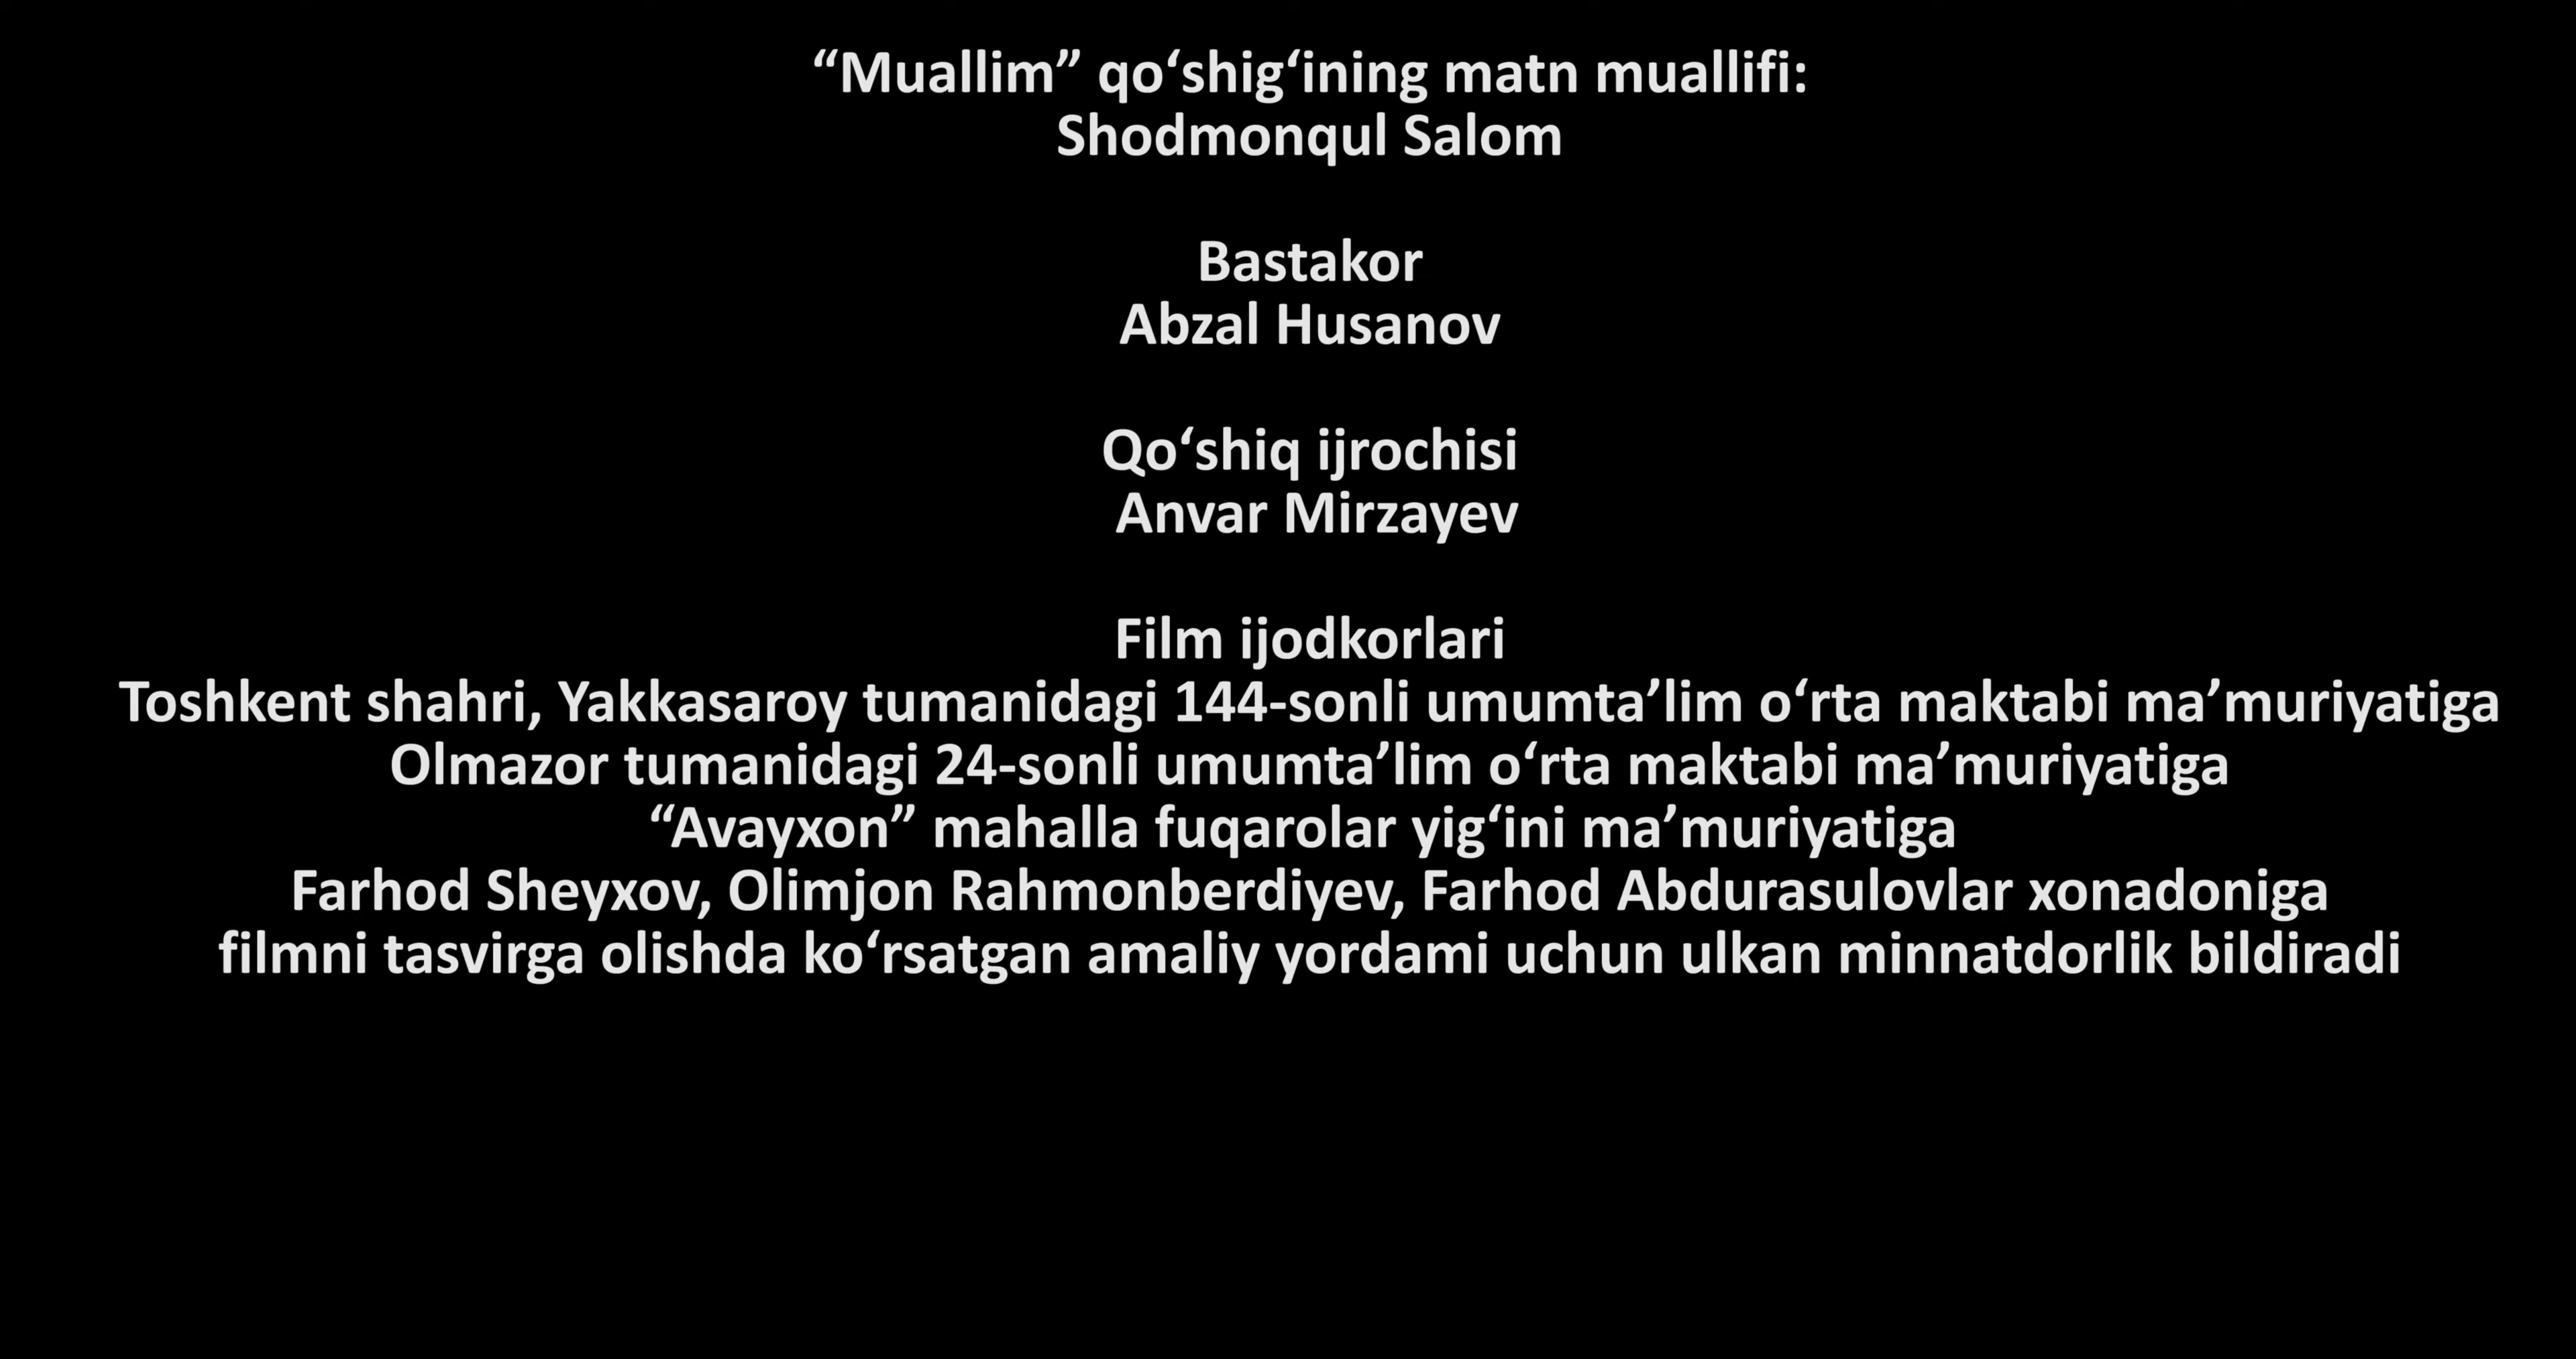 “Muallim” qo‘shig‘ining matn muallifi:
Shodmonqul Salom
Bastakor
Abzal Husanov
Qo‘shiq ijrochisi
Anvar Mirzayev
Film ijodkorlari
Toshkent shahri, Yakkasaroy tumanidagi 144-sonli umumta’lim o‘rta maktabi ma’muriyatiga
Olmazor tumanidagi 24-sonli umumta’lim o‘rta maktabi ma’muriyatiga
“Avayxon” mahalla fuqarolar yig‘ini ma’muriyatiga
Farhod Sheyxov, Olimjon Rahmonberdiyev, Farhod Abdurasulovlar xonadoniga
filmni tasvirga olishda ko‘rsatgan amaliy yordami uchun ulkan minnatdorlik bildiradi